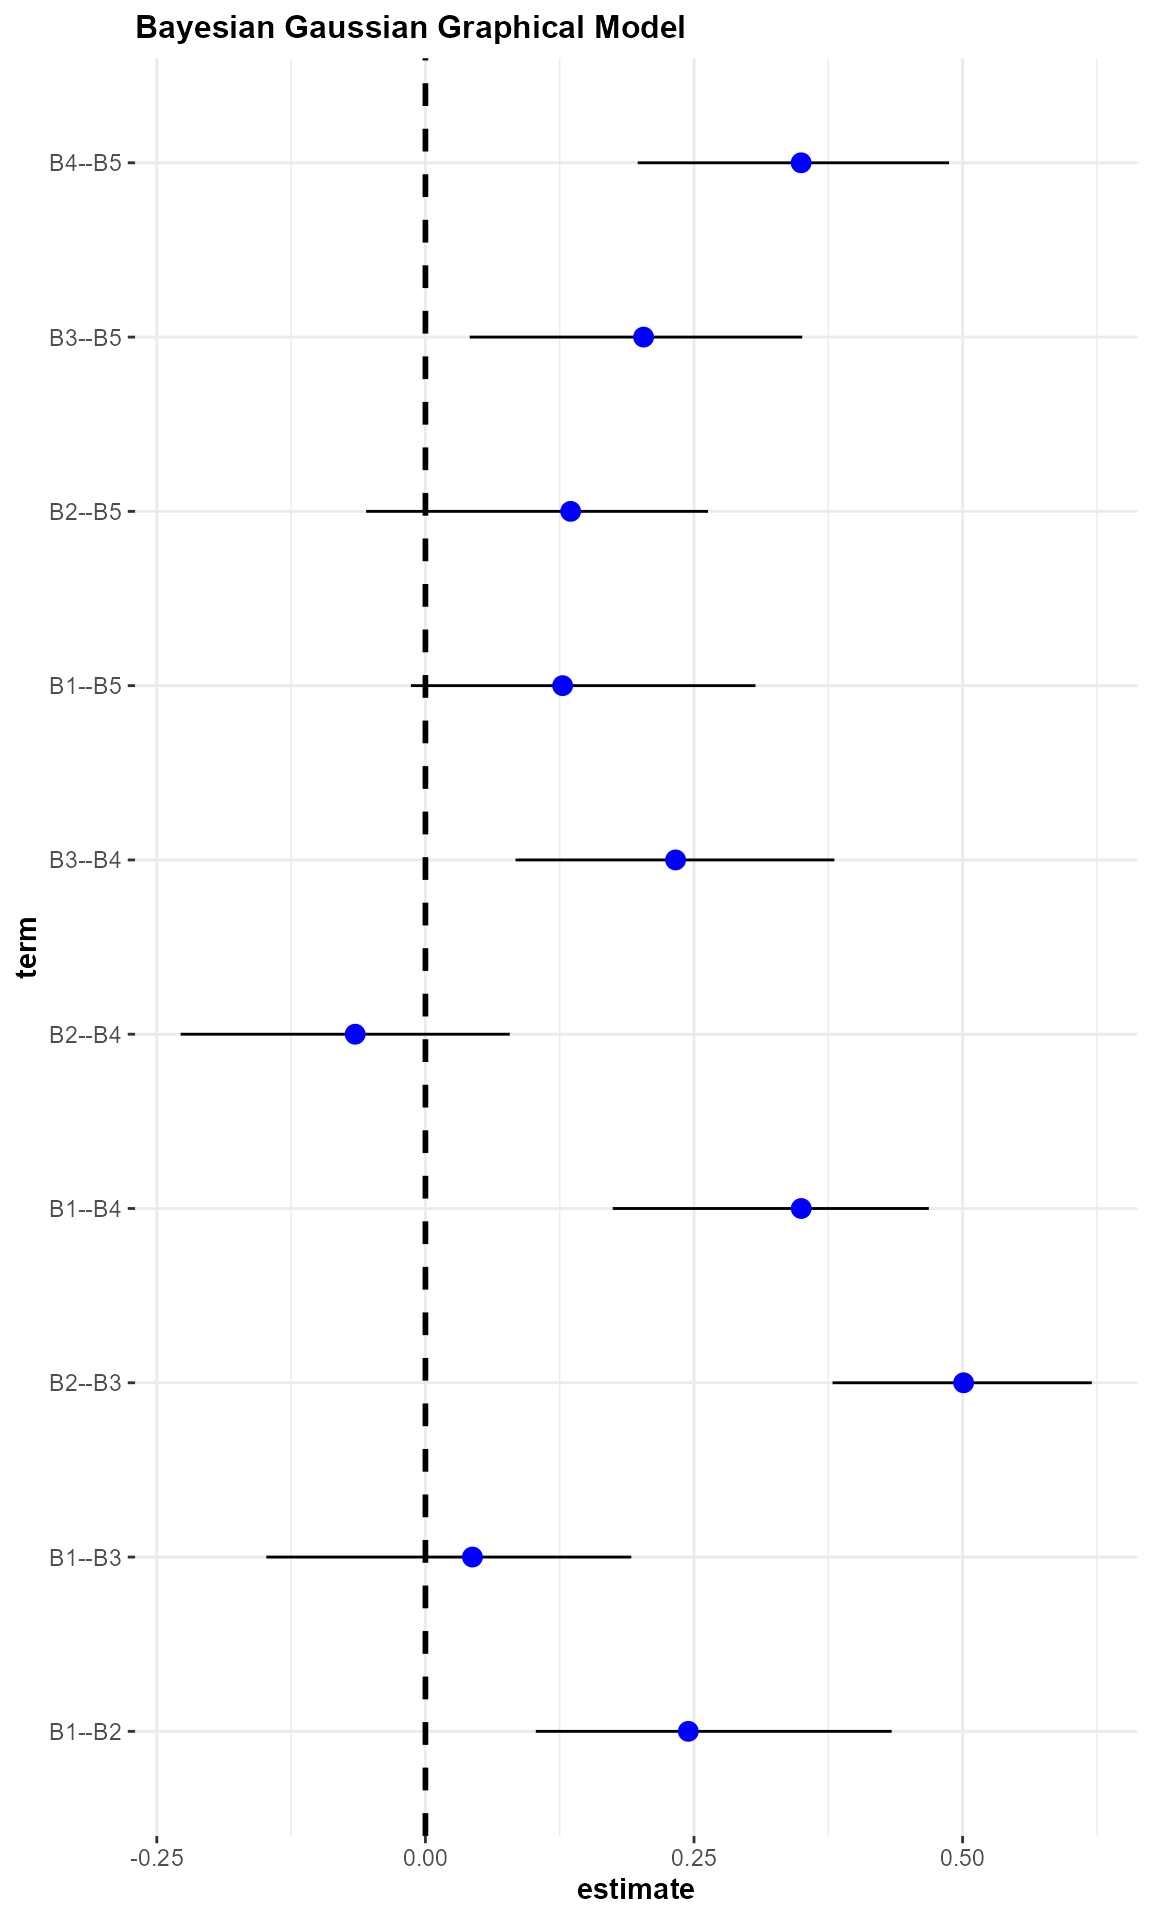 Bayesian Gaussian Graphical Model
B4--B5
B3--B5
B2--B5
B1--B5
B3--B4
term
B2--B4
B1--B4
B2--B3
B1--B3
B1--B2
-0.25 0.00 0.25 0.50
estimate